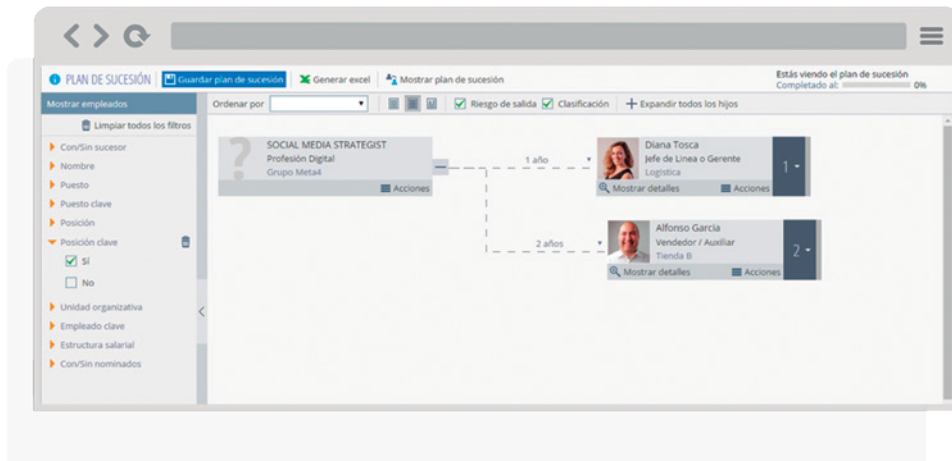 PLAN DE SUCESIÓN
Guardar plan de sucesión
Generar excel
Mostrar plan de sucesión
Estás viendo el plan de sucesión
Completado al: 0%
Mostrar empleados
Ordenar por
Riesgo de salida
Clasificación
Expandir todos los hijos
Limpiar todos los filtros
Con/Sin sucesor
Nombre
Puesto
Puesto clave
Posición
Posición clave
Sí
No
Unidad organizativa
Empleado clave
Estructura salarial
Con/Sin nominados
?
SOCIAL MEDIA STRATEGIST
Profesión Digital
Grupo Meta4
Acciones
1 año
Diana Tosca
Jefe de Linea o Gerente
Logística
1
Mostrar detalles
Acciones
2 años
Alfonso Garcia
Vendedor / Auxiliar
Tienda B
2
Mostrar detalles
Acciones